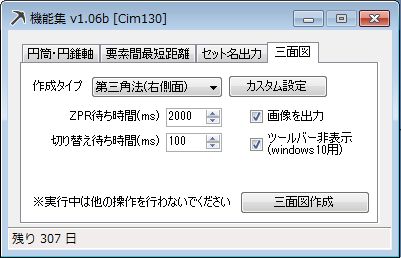 機能集 v1.06b [Cim130]
円筒・円錐軸 要素間最短距離 セット名出力 三面図
作成タイプ 第三角法(右側面) カスタム設定
ZPR待ち時間(ms) 2000 画像を出力
切り替え待ち時間(ms) 100 ツールバー非表示
(windows10用)
※実行中は他の操作を行わないでください 三面図作成
残り 307 日